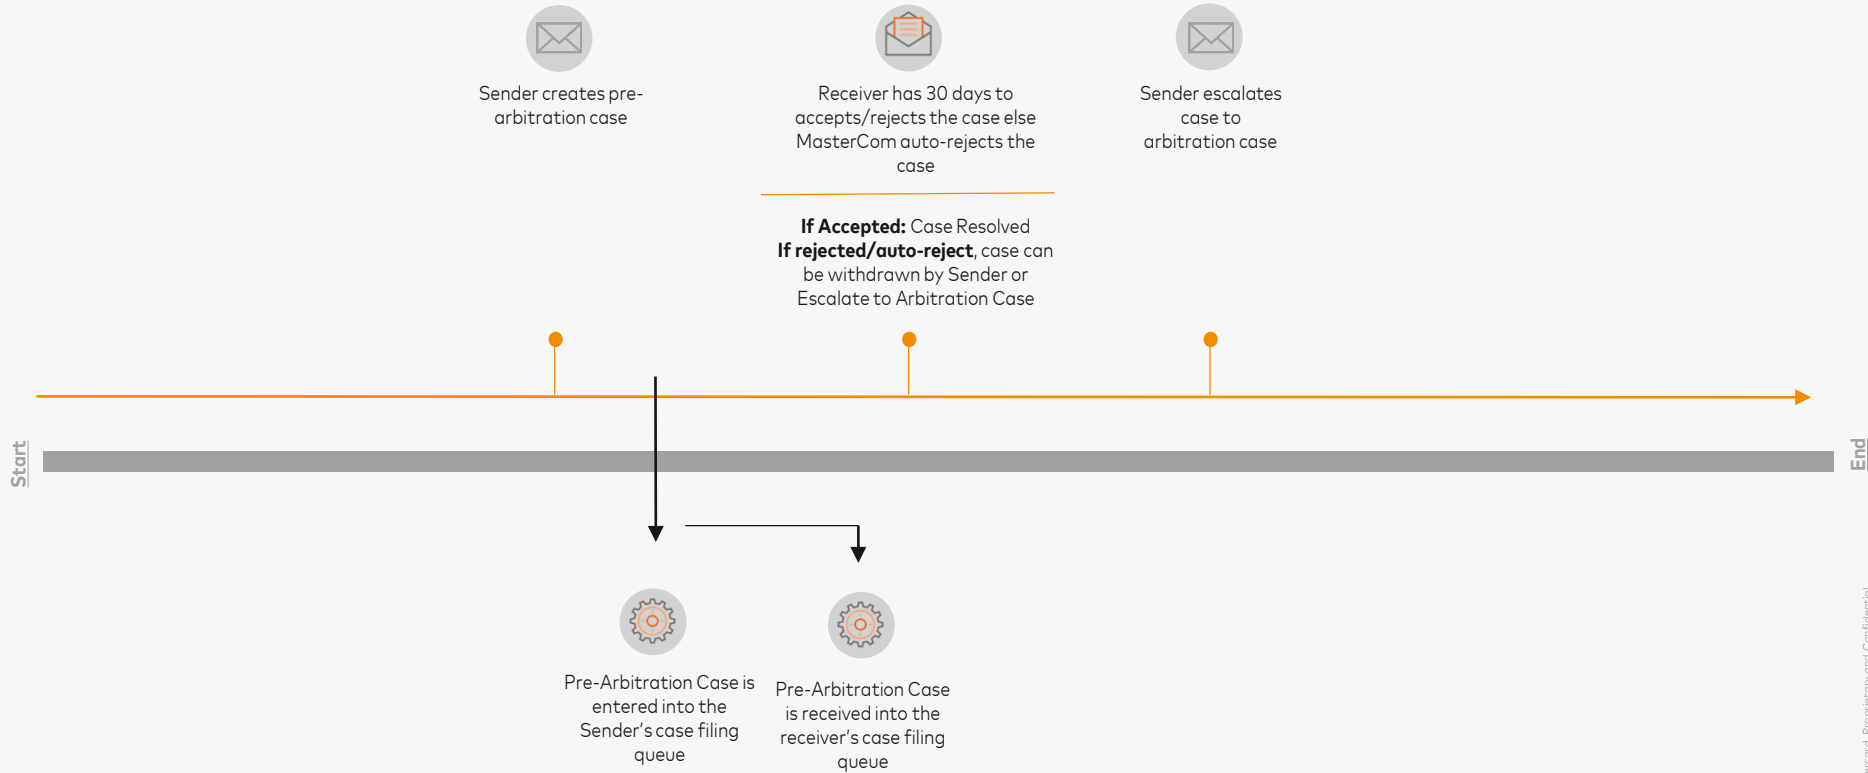 Sender creates pre-
arbitration case
Receiver has 30 days to
accepts/rejects the case else
MasterCom auto-rejects the
case
Sender escalates
case to
arbitration case
If Accepted: Case Resolved
If rejected/auto-reject, case can
be withdrawn by Sender or
Escalate to Arbitration Case
Start
End
Pre-Arbitration Case is
entered into the
Sender's case filing
queue
Pre-Arbitration Case
is received into the
receiver's case filing
queue
Proprietary and Confidential